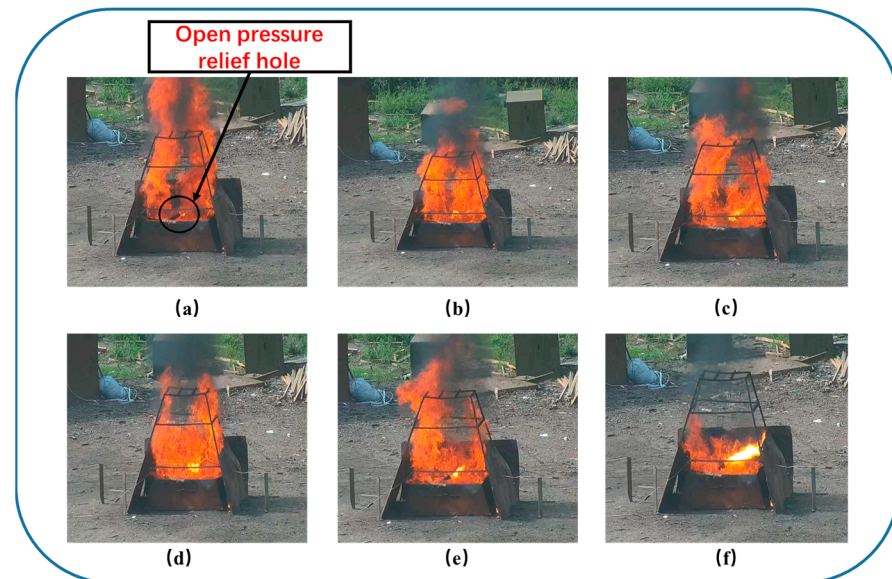 Open pressure
relief hole
(a)
(b)
(c)
(d)
(e)
(f)